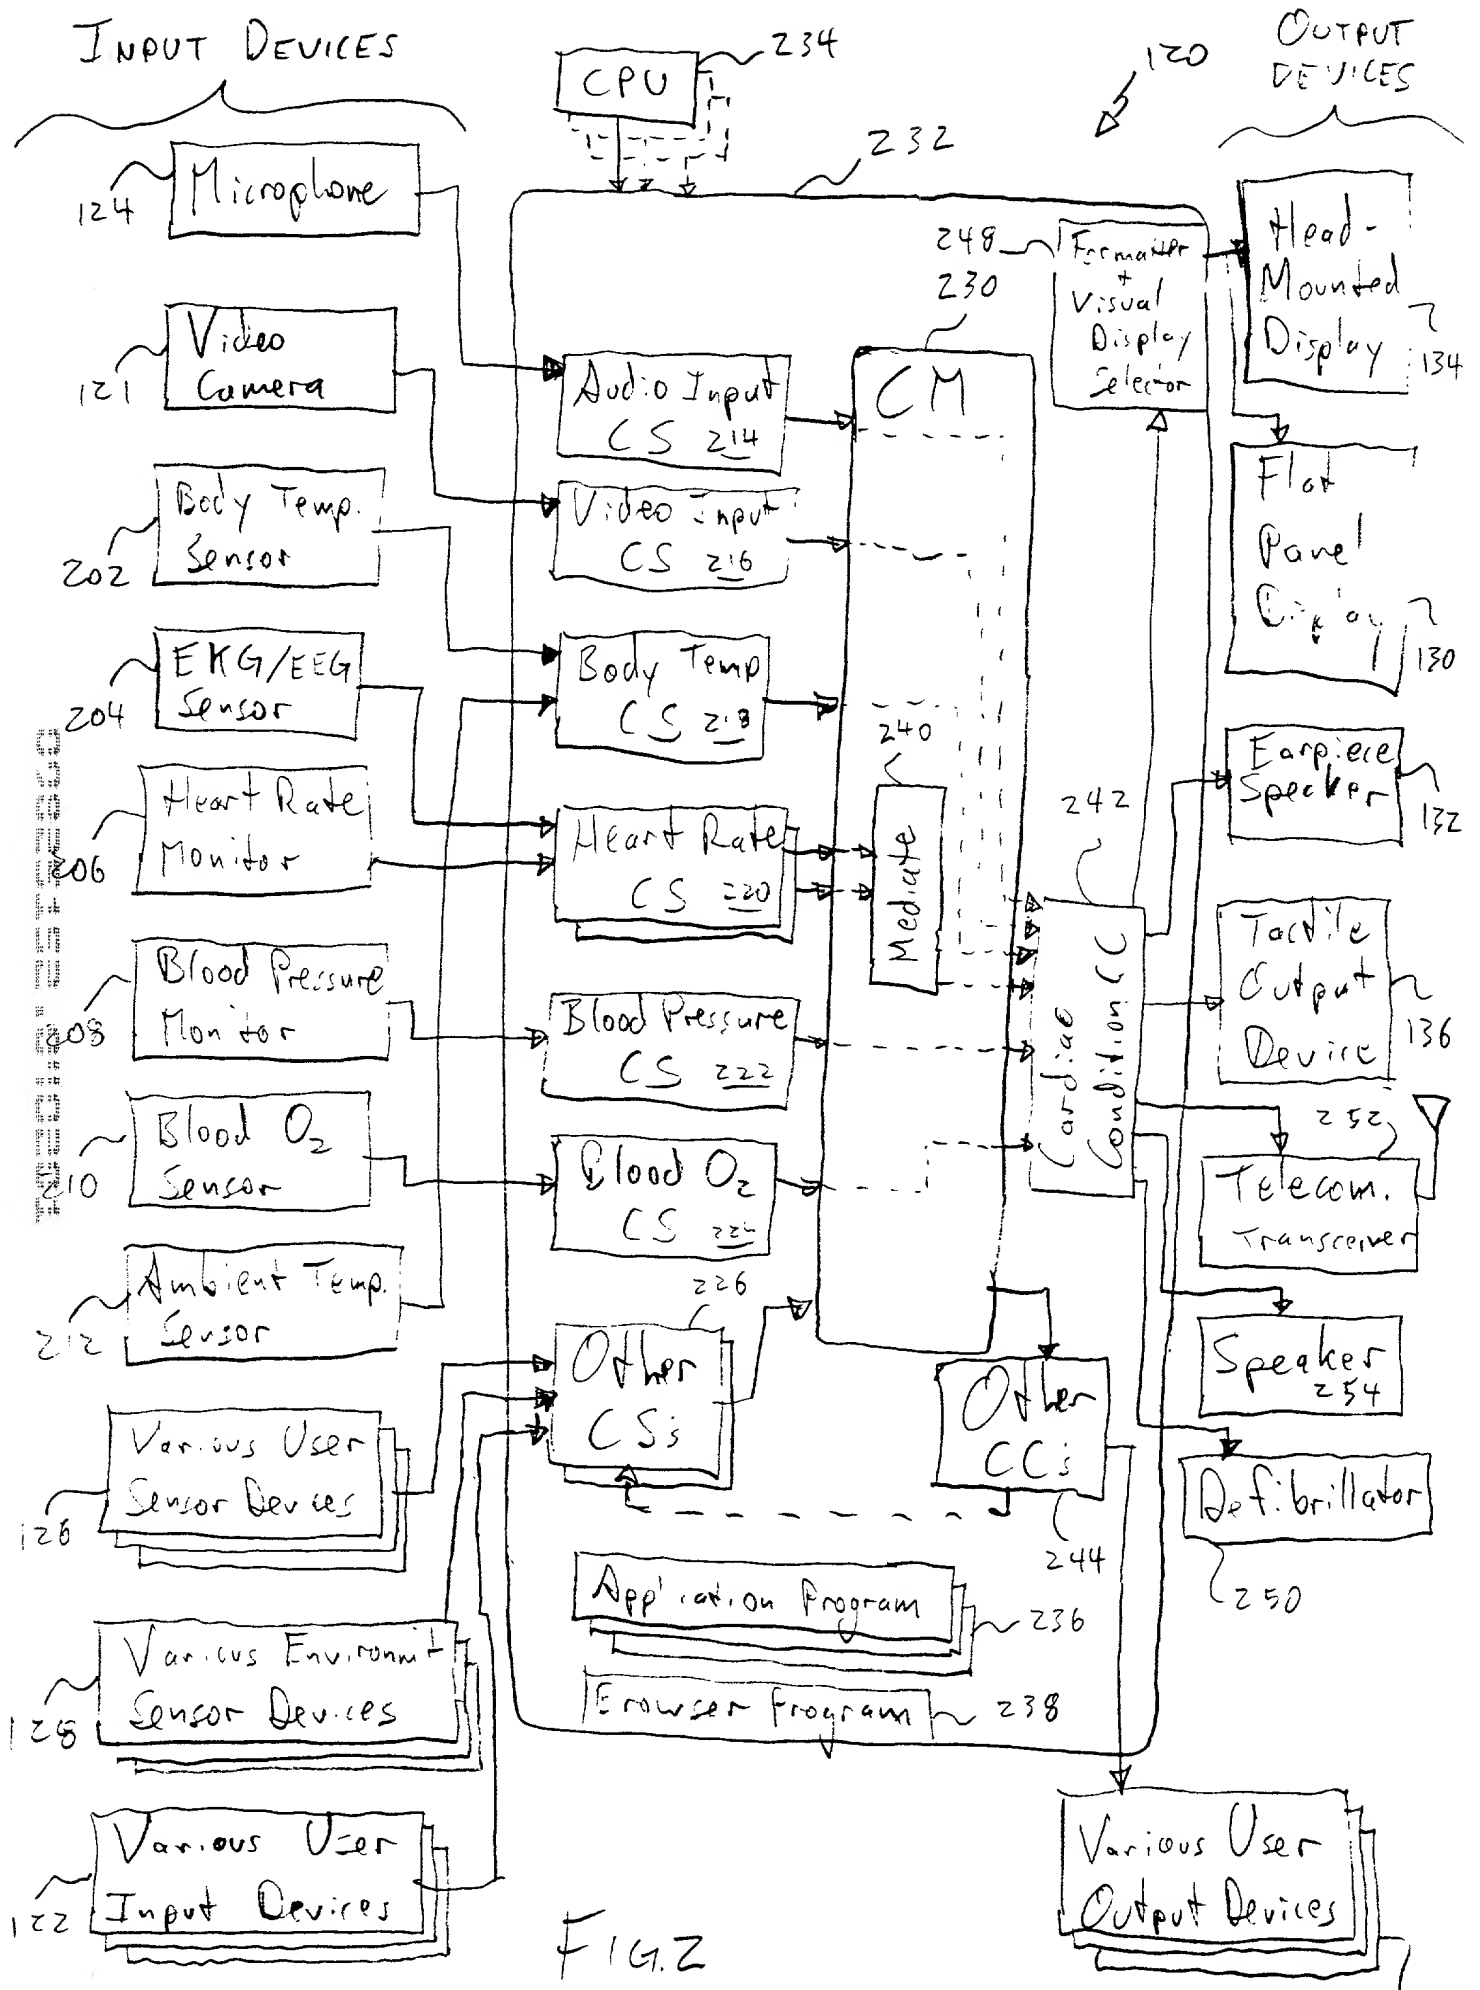 INPUT DEVICES
CPU
234
120
OUTPUT
DEVICES
232
124
Microphone
248
Formatter
+
Visual
Display
Selector
Head-
Mounted
Display
134
230
121
Video
Camera
Audio Input
CS 214
CM
202
Body Temp.
Sensor
Video Input
CS 216
Flat
Panel
Display
130
204
EKG/EEG
Sensor
Body Temp
CS 218
240
Earpiece
Speaker
132
206
Heart Rate
Monitor
Heart Rate
CS 220
Mediate
242
Cardiac
Condition CC
208
Blood Pressure
Monitor
Blood Pressure
CS 222
Tactile
Output
Device
136
210
Blood O2
Sensor
Blood O2
CS 224
252
Telecom.
Transceiver
212
Ambient Temp.
Sensor
226
Other
CSs
Other
CCs
244
Speaker
254
126
Various User
Sensor Devices
Defibrillator
250
Application Program
236
128
Various Environmt
Sensor Devices
Browser Program
238
122
Various User
Input Devices
Various User
Output Devices
FIG. 2